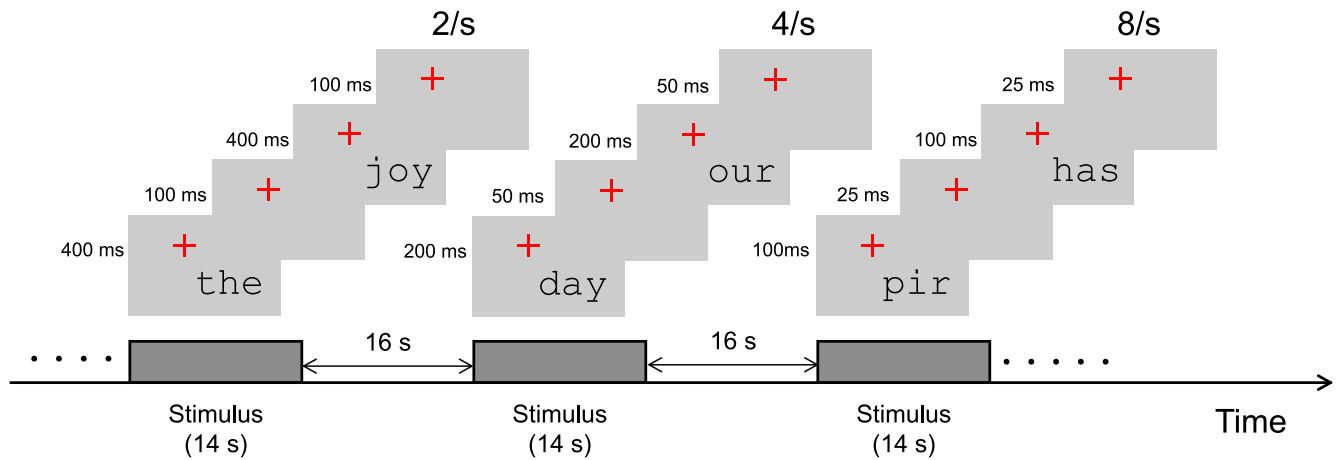 2/s
4/s
8/s
100 ms
50 ms
25 ms
400 ms
200 ms
100 ms
joy
our
has
100 ms
50 ms
25 ms
400 ms
200 ms
100ms
the
day
pir
16 s
16 s
Stimulus
(14 s)
Stimulus
(14 s)
Stimulus
(14 s)
Time